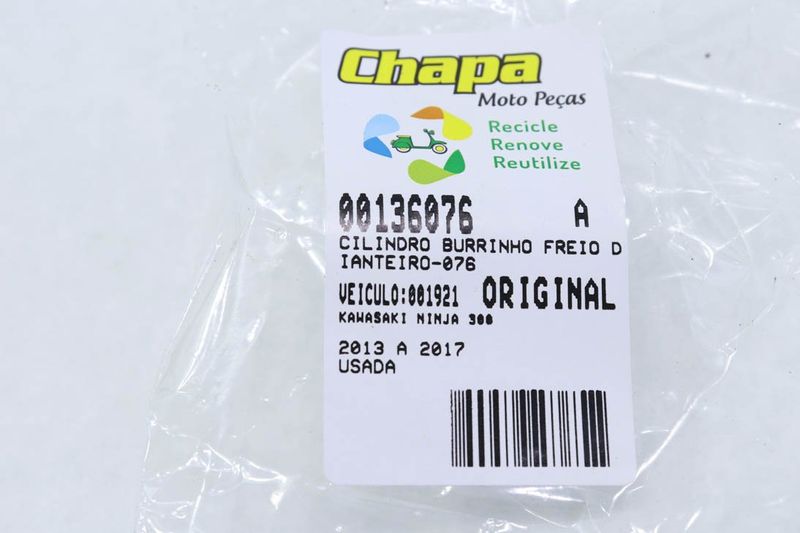 Chapa
Moto Peças
Recicle
Renove
Reutilize
00136076 A
CILINDRO BURRINHO FREIO D
IANTEIRO-076
VEICULO:001921 ORIGINAL
KAWASAKI NINJA 300
2013 A 2017
USADA